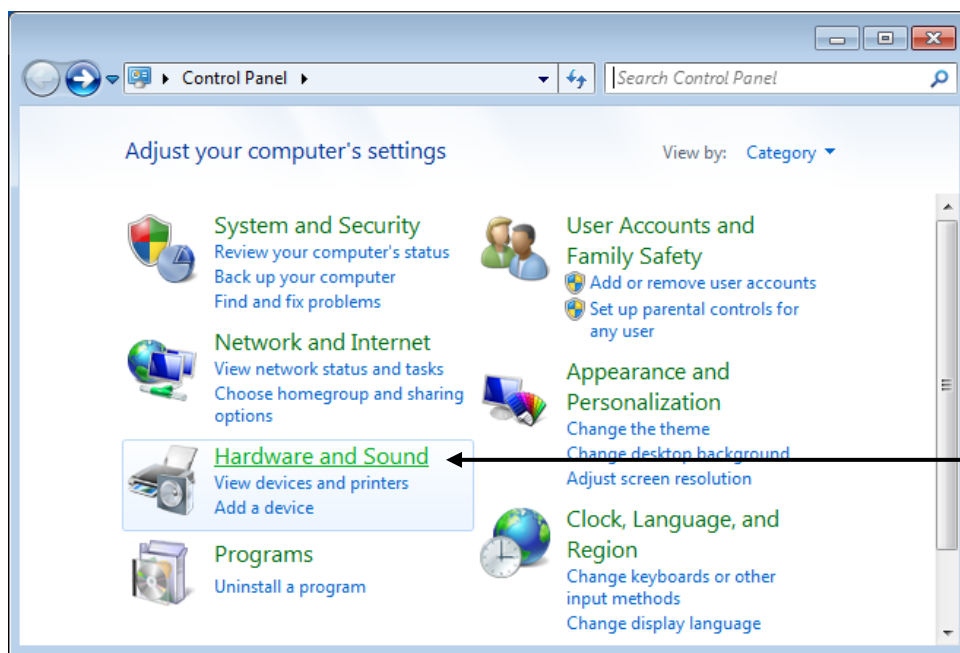 Control Panel
Search Control Panel
Adjust your computer's settings
View by: Category
System and Security
Review your computer's status
Back up your computer
Find and fix problems
Network and Internet
View network status and tasks
Choose homegroup and sharing
options
Hardware and Sound
View devices and printers
Add a device
Programs
Uninstall a program
User Accounts and
Family Safety
Add or remove user accounts
Set up parental controls for
any user
Appearance and
Personalization
Change the theme
Change desktop background
Adjust screen resolution
Clock, Language, and
Region
Change keyboards or other
input methods
Change display language